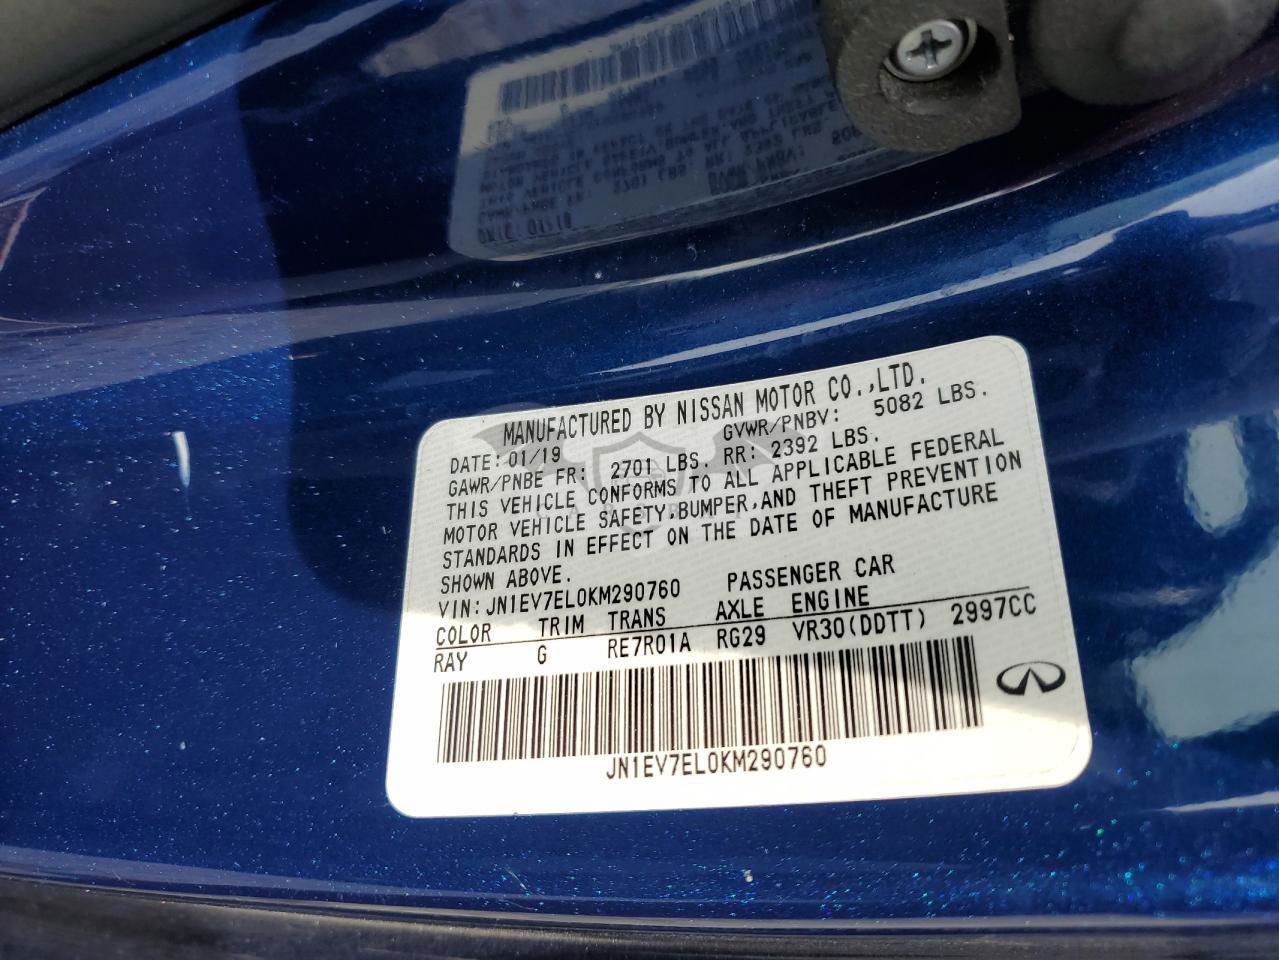 MANUFACTURED BY NISSAN MOTOR CO.,LTD.
DATE: 01/19 GVWR/PNBV: 5082 LBS.
GAWR/PNBE FR: 2701 LBS. RR: 2392 LBS.
THIS VEHICLE CONFORMS TO ALL APPLICABLE FEDERAL
MOTOR VEHICLE SAFETY,BUMPER,AND THEFT PREVENTION
STANDARDS IN EFFECT ON THE DATE OF MANUFACTURE
SHOWN ABOVE.
VIN:JN1EV7EL0KM290760 PASSENGER CAR
COLOR TRIM TRANS AXLE ENGINE
RAY G RE7R01A RG29 VR30(DDTT) 2997CC
JN1EV7EL0KM290760